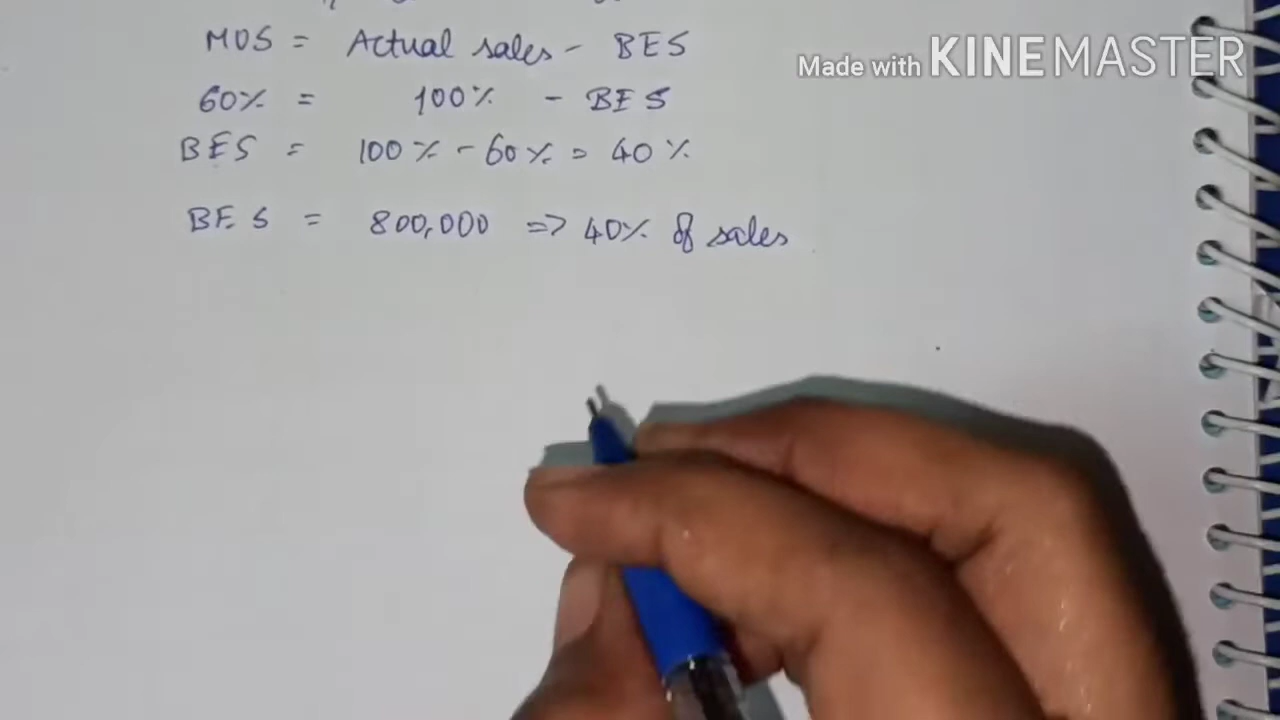 MOS = Actual sales - BES
Made with KINEMASTER
60% = 100% - BES
BES = 100% - 60% = 40%
BES = 800,000 => 40% of sales